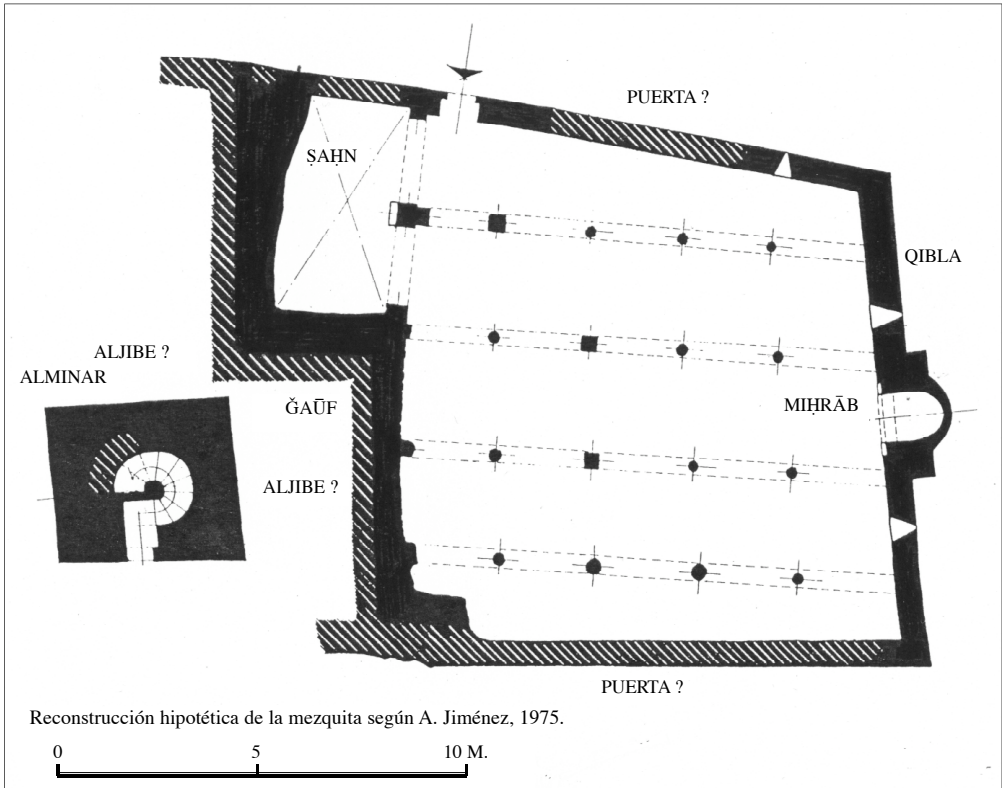 PUERTA ?
ṢAḤN
QIBLA
ALJIBE ?
ALMINAR
ǦAŪF
MIḤRĀB
ALJIBE ?
PUERTA ?
Reconstrucción hipotética de la mezquita según A. Jiménez, 1975.
0 5 10 M.